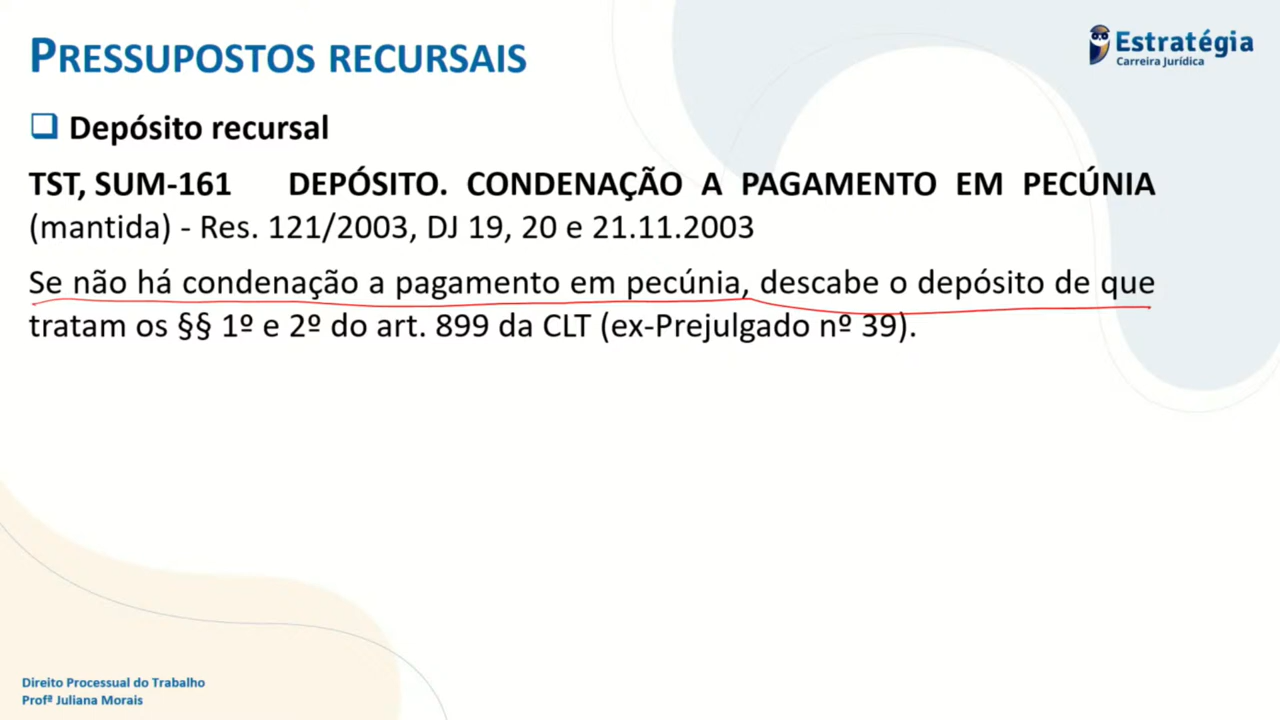 PRESSUPOSTOS RECURSAIS
Estratégia
Carreira Jurídica
Depósito recursal
TST, SUM-161 DEPÓSITO. CONDENAÇÃO A PAGAMENTO EM PECÚNIA
(mantida) - Res. 121/2003, DJ 19, 20 e 21.11.2003
Se não há condenação a pagamento em pecúnia, descabe o depósito de que
tratam os §§ 1º e 2º do art. 899 da CLT (ex-Prejulgado nº 39).
Direito Processual do Trabalho
Profª Juliana Morais